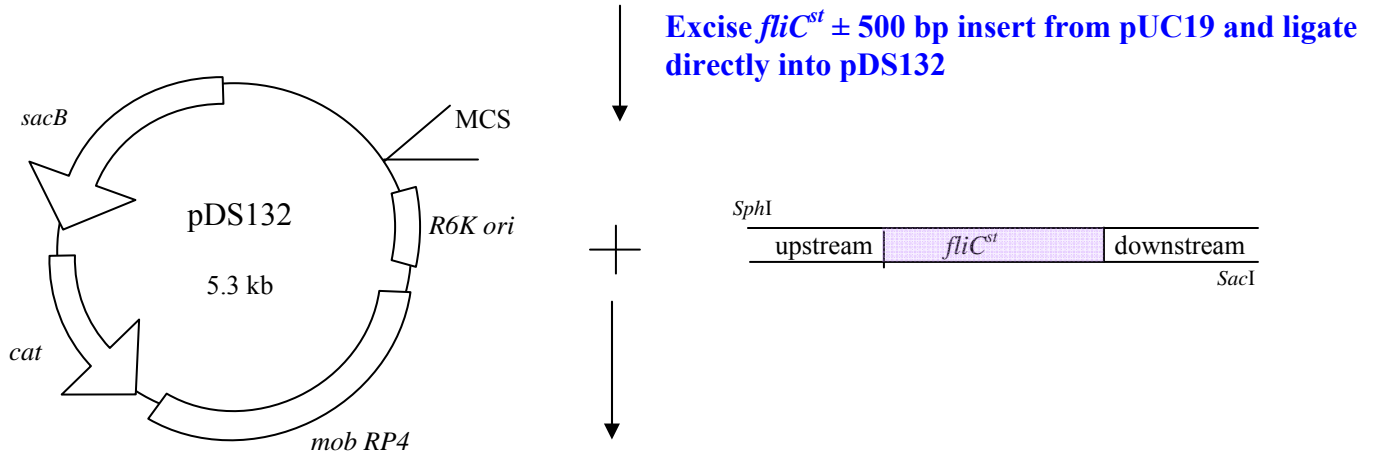 Excise fliC^st ± 500 bp insert from pUC19 and ligate
directly into pDS132
sacB
MCS
pDS132
R6K ori
5.3 kb
cat
mob RP4
SphI
upstream
fliC^st
downstream
SacI